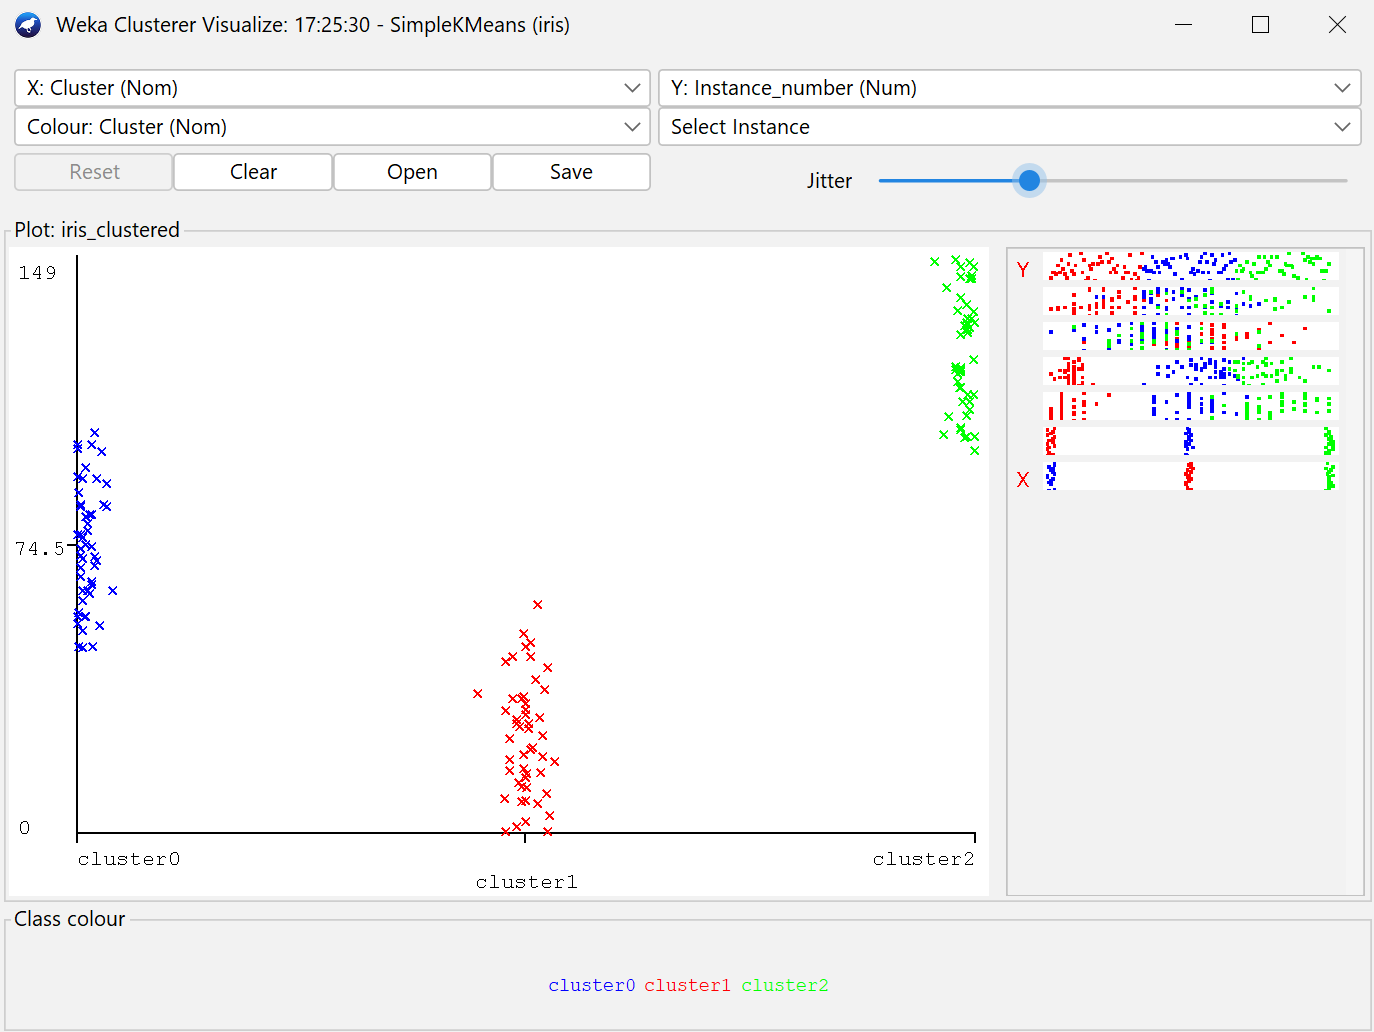 Weka Clusterer Visualize: 17:25:30 - SimpleKMeans (iris)
X: Cluster (Nom) Y: Instance_number (Num)
Colour: Cluster (Nom) Select Instance
Reset Clear Open Save Jitter
Plot: iris_clustered
149
Y
X
74.5
0
cluster0 cluster2
cluster1
Class colour
cluster0 cluster1 cluster2